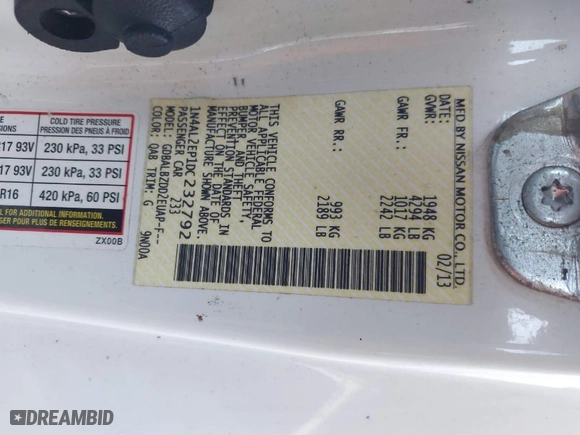 MFD BY NISSAN MOTOR CO., LTD.
02/13
GVWR: 1948 KG
4294 LB
GAWR FR.: 1017 KG
2242 LB
GAWR RR.: 993 KG
2189 LB
THIS VEHICLE CONFORMS TO
ALL APPLICABLE FEDERAL
MOTOR VEHICLE SAFETY,
BUMPER, AND THEFT
PREVENTION STANDARDS IN
EFFECT ON THE DATE OF
MANUFACTURE SHOWN ABOVE.
1N4AL2EP1DC232792
PASSENGER CAR 233
COLOR: QAB TRIM: G
9N00A
COLD TIRE PRESSURE
PRESSION DES PNEUS À FROID
17 93V 230 kPa, 33 PSI
17 93V 230 kPa, 33 PSI
R16 420 kPa, 60 PSI
FOR ADDITIONAL INFORMATION.
POUR PLUS DE RENSEIGNEMENTS.
ZX00B
DREAMBID